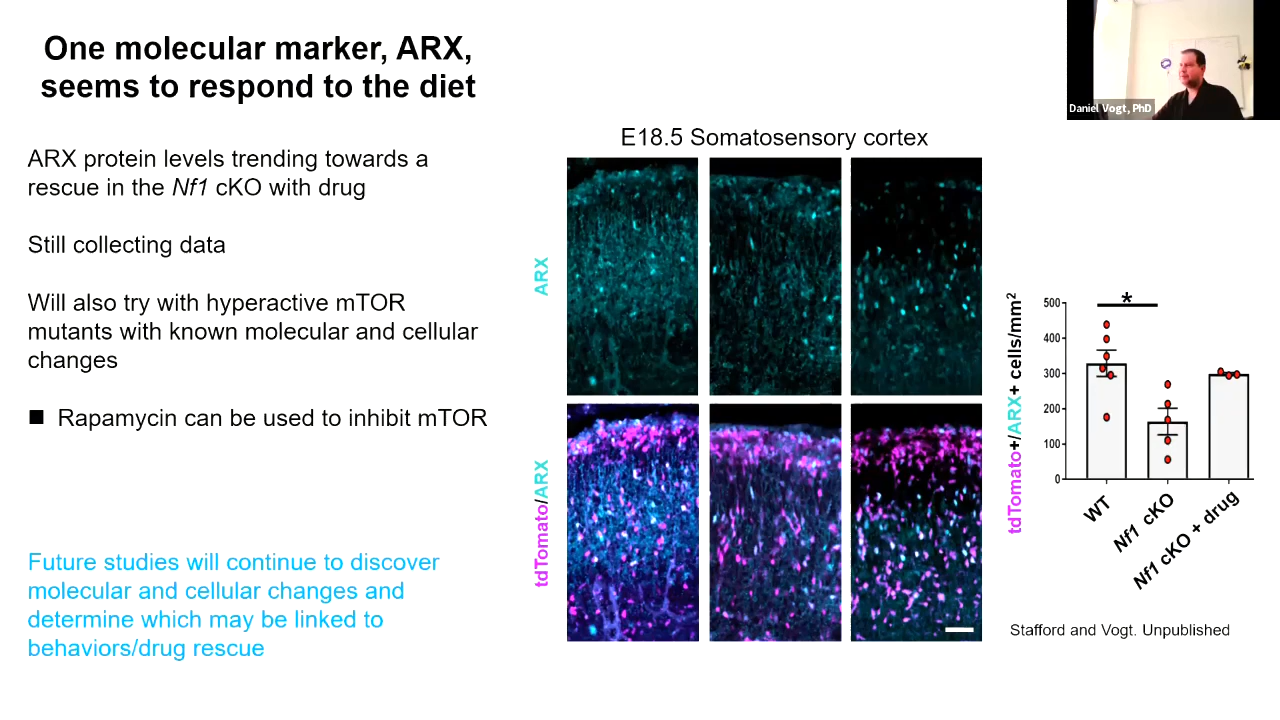 One molecular marker, ARX,
seems to respond to the diet
Daniel Vogt, PhD
ARX protein levels trending towards a
rescue in the Nf1 cKO with drug
Still collecting data
Will also try with hyperactive mTOR
mutants with known molecular and cellular
changes
■ Rapamycin can be used to inhibit mTOR
Future studies will continue to discover
molecular and cellular changes and
determine which may be linked to
behaviors/drug rescue
E18.5 Somatosensory cortex
ARX
tdTomato/ARX
tdTomato+/ARX+ cells/mm²
500
400
300
200
100
0
*
WT
Nf1 cKO
Nf1 cKO + drug
Stafford and Vogt. Unpublished